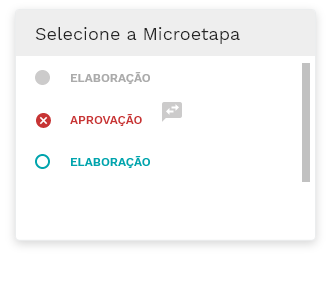 Selecione a Microetapa
ELABORAÇÃO
APROVAÇÃO
ELABORAÇÃO